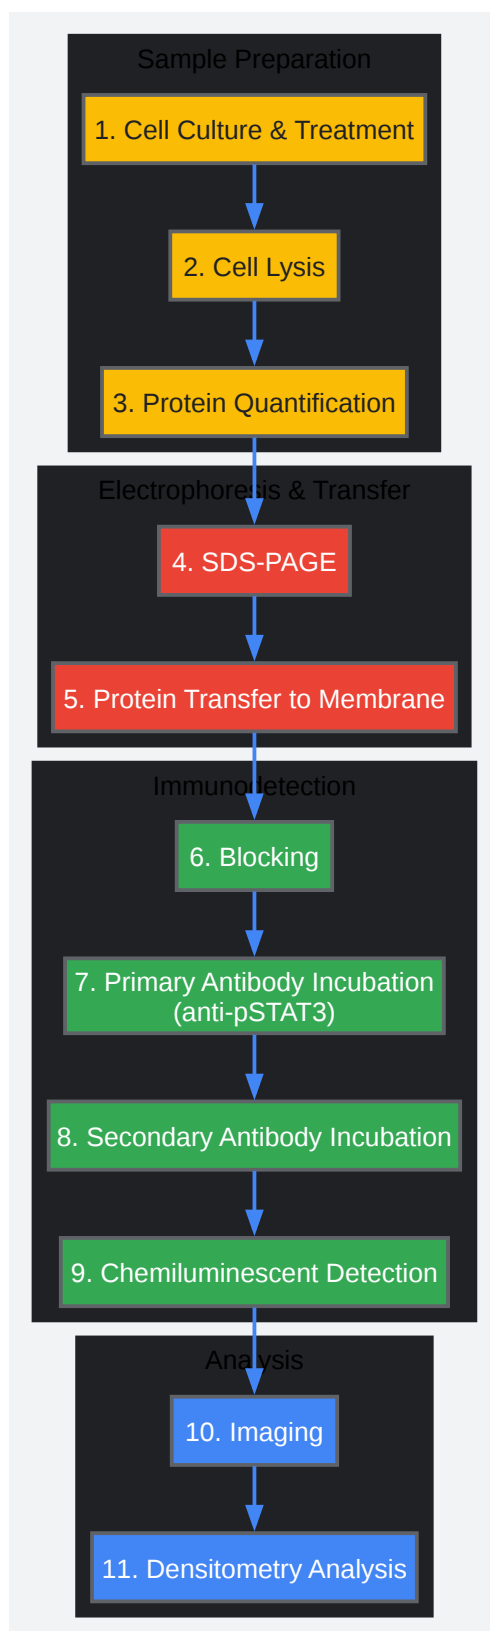 Sample Preparation
1. Cell Culture & Treatment
2. Cell Lysis
3. Protein Quantification
Electrophoresis & Transfer
4. SDS-PAGE
5. Protein Transfer to Membrane
Immunodetection
6. Blocking
7. Primary Antibody Incubation
(anti-pSTAT3)
8. Secondary Antibody Incubation
9. Chemiluminescent Detection
Analysis
10. Imaging
11. Densitometry Analysis